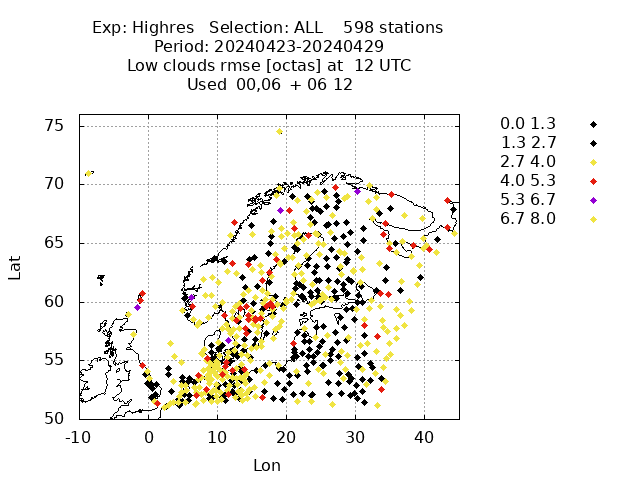 Exp: Highres   Selection: ALL    598 stations
Period: 20240423-20240429
Low clouds rmse [octas] at  12 UTC
Used  00,06  + 06 12
0.0 1.3
1.3 2.7
2.7 4.0
4.0 5.3
5.3 6.7
6.7 8.0
75
70
65
60
55
50
Lat
-10 0 10 20 30 40
Lon